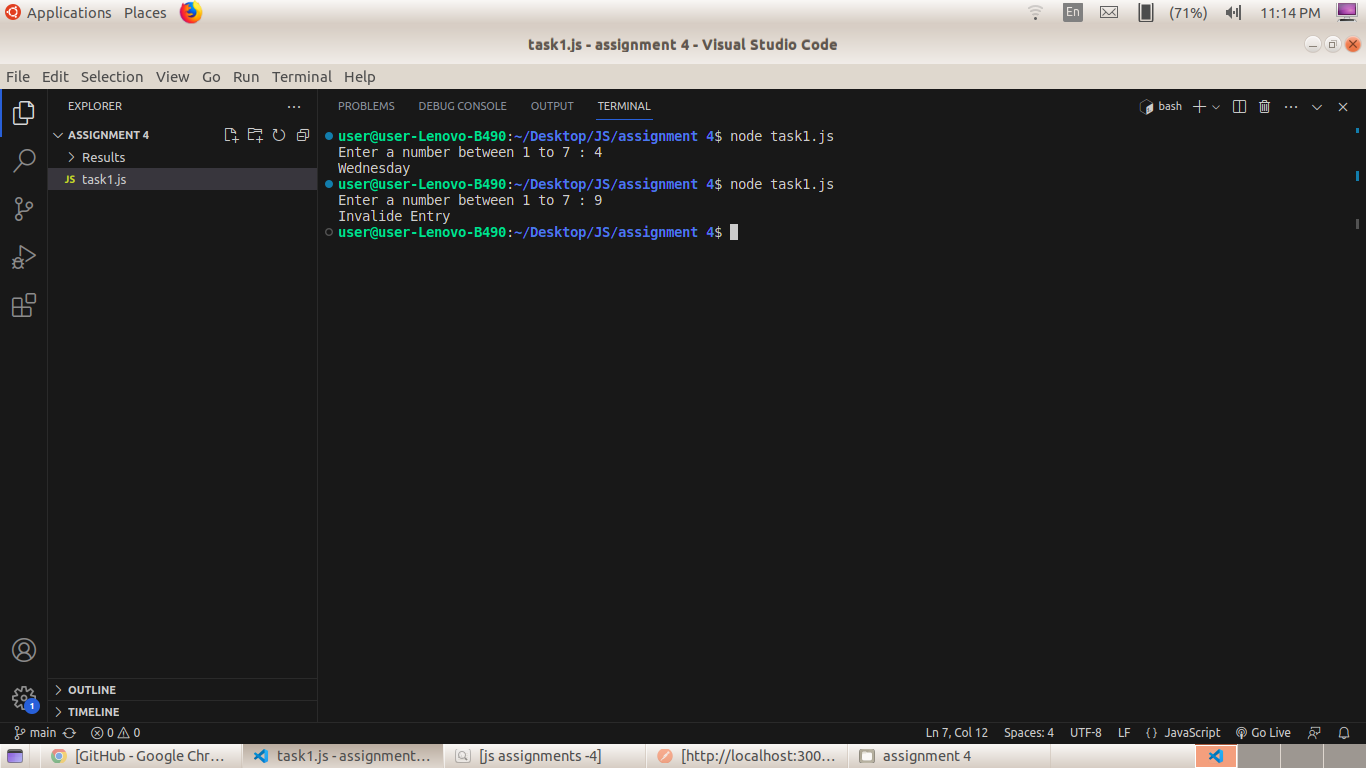 Applications Places En (71%) 11:14 PM
task1.js - assignment 4 - Visual Studio Code
File Edit Selection View Go Run Terminal Help
EXPLORER ...
PROBLEMS DEBUG CONSOLE OUTPUT TERMINAL bash
ASSIGNMENT 4
Results
JS task1.js
user@user-Lenovo-B490:~/Desktop/JS/assignment 4$ node task1.js
Enter a number between 1 to 7 : 4
Wednesday
user@user-Lenovo-B490:~/Desktop/JS/assignment 4$ node task1.js
Enter a number between 1 to 7 : 9
Invalide Entry
user@user-Lenovo-B490:~/Desktop/JS/assignment 4$
1
OUTLINE
TIMELINE
main 0 0 Ln 7, Col 12 Spaces: 4 UTF-8 LF {} JavaScript Go Live
[GitHub - Google Chr... task1.js - assignment... [js assignments -4] [http://localhost:300... assignment 4